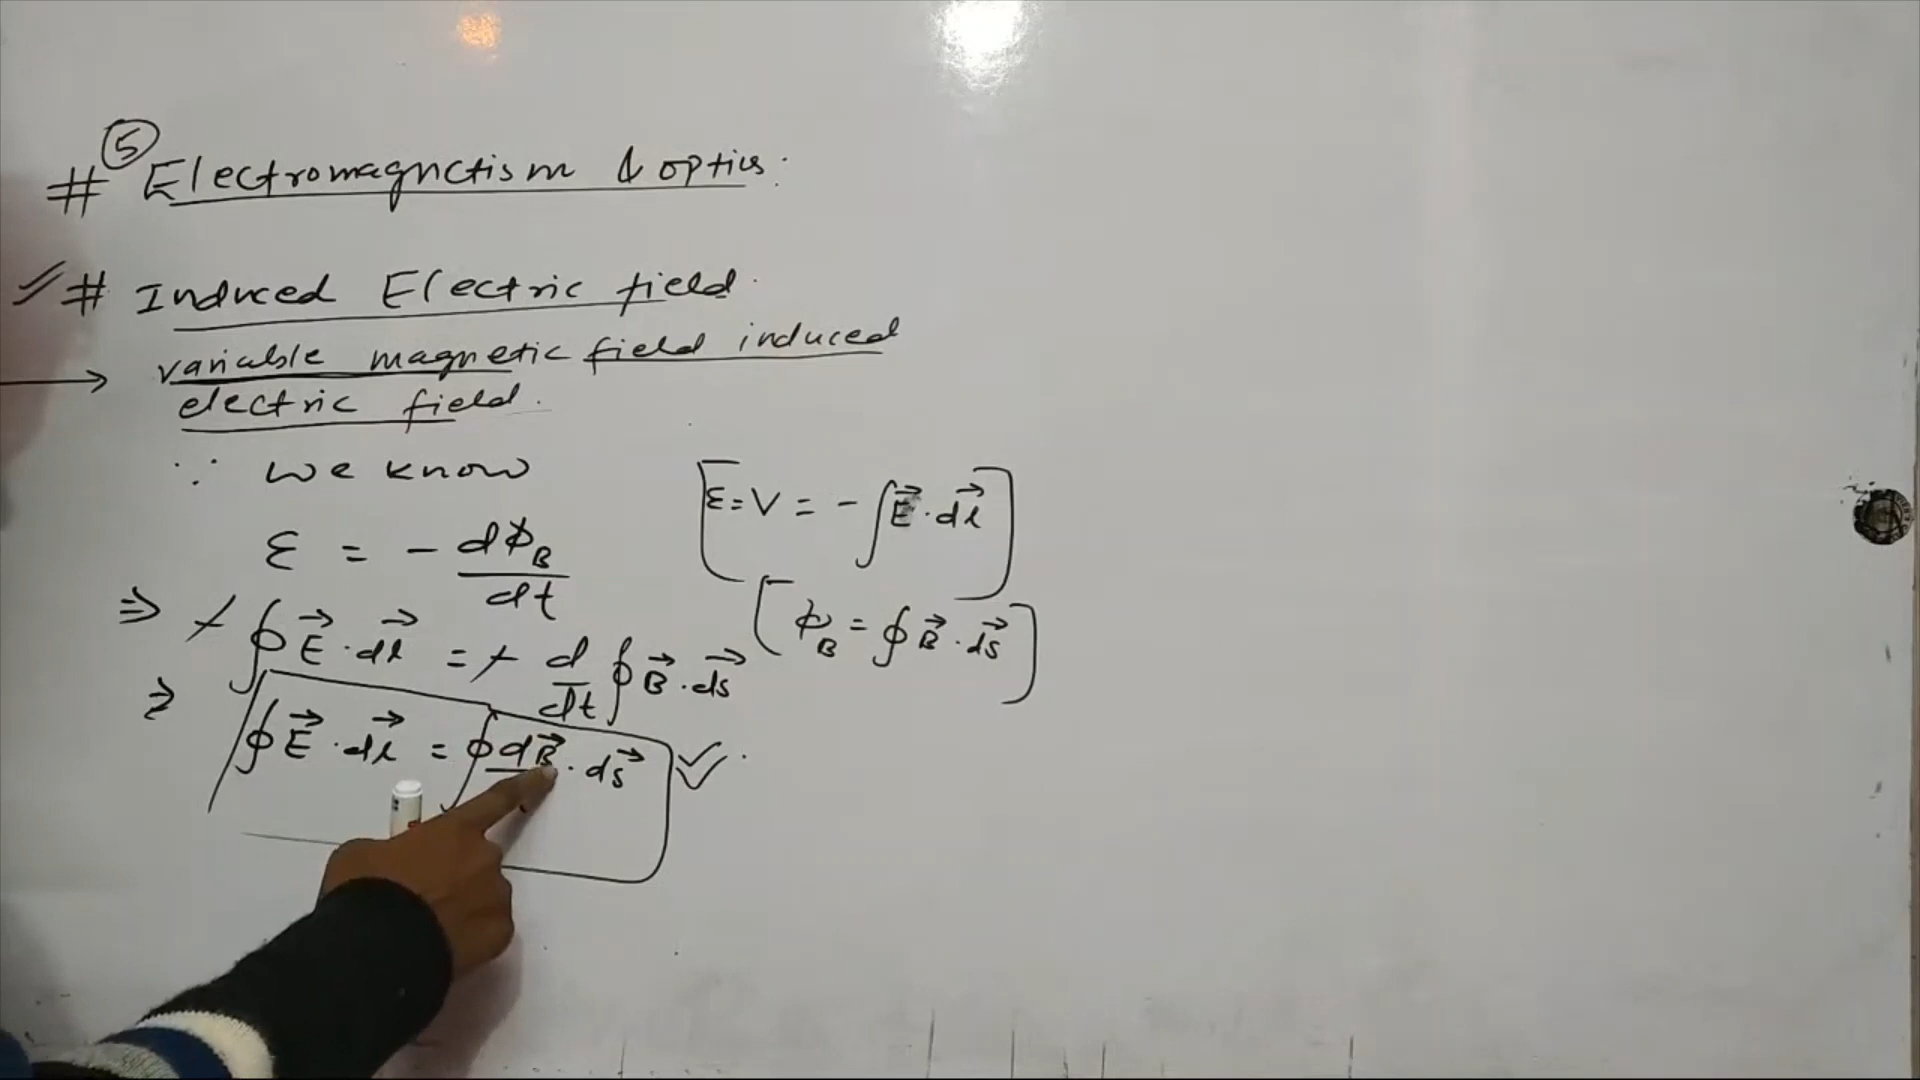 ⑤
# Electromagnetism & optics.
# Induced Electric field.
→ variable magnetic field induced
electric field.
∵ we know
ε = - dΦ_B/dt
[ε = V = - ∫ E⃗ · dl⃗]
[Φ_B = ∮ B⃗ · ds⃗]
⇒ - ∮ E⃗ · dl⃗ = - d/dt ∮ B⃗ · ds⃗
⇒ ∮ E⃗ · dl⃗ = ∮ dB⃗ · ds⃗